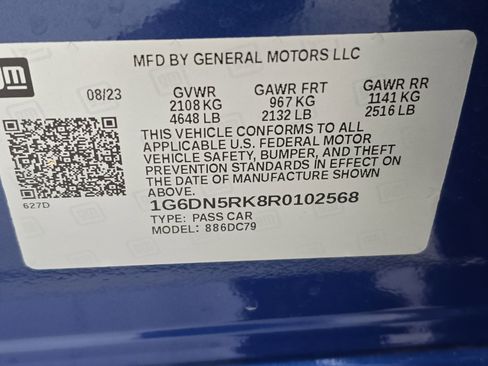 MFD BY GENERAL MOTORS LLC
gm
08/23 GVWR GAWR FRT GAWR RR
2108 KG 967 KG 1141 KG
4648 LB 2132 LB 2516 LB
THIS VEHICLE CONFORMS TO ALL
APPLICABLE U.S. FEDERAL MOTOR
VEHICLE SAFETY, BUMPER, AND THEFT
PREVENTION STANDARDS IN EFFECT ON
THE DATE OF MANUFACTURE SHOWN
ABOVE.
627D
1G6DN5RK8R0102568
TYPE: PASS CAR
MODEL: 886DC79